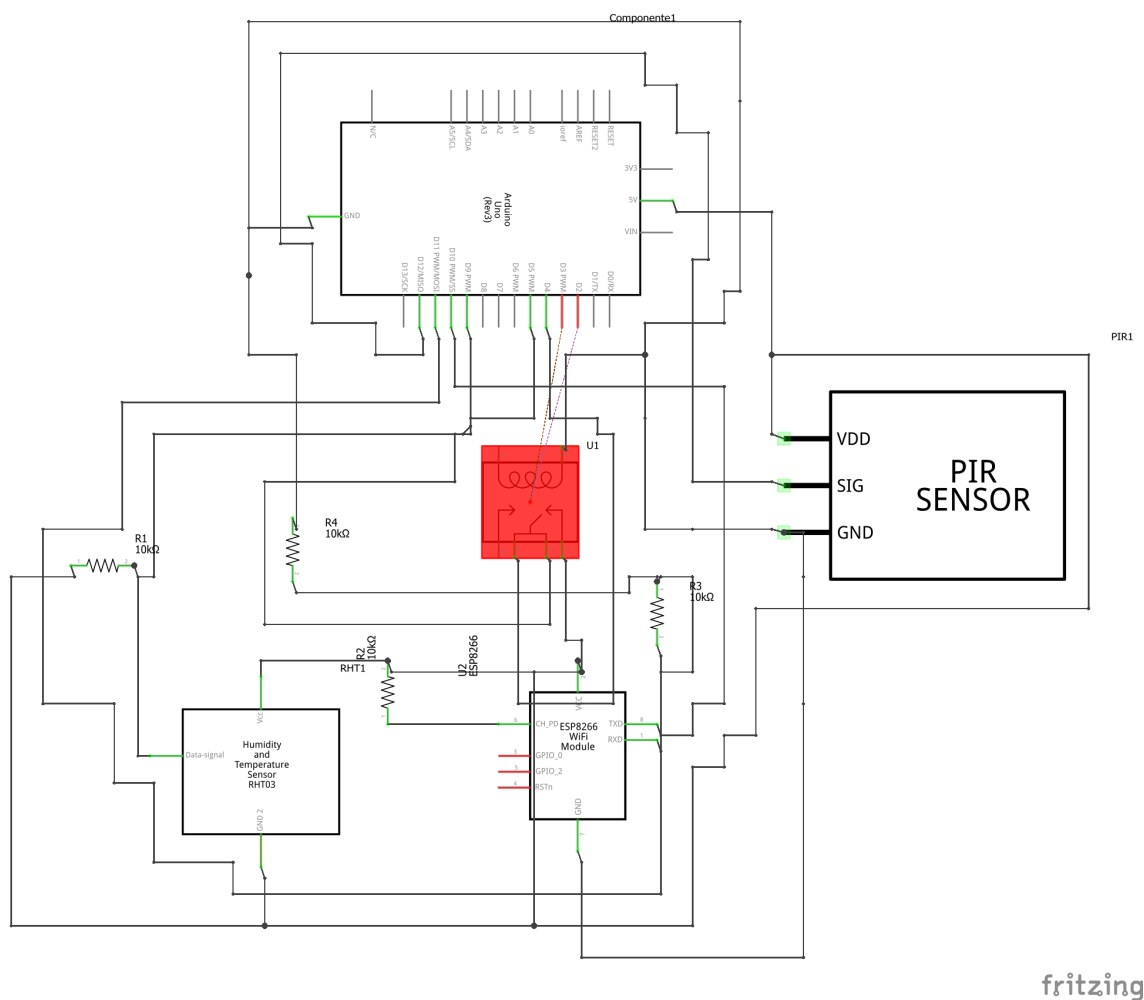 Componente1
N/C
A5/SCL
A4/SDA
A3
A2
A1
A0
Ioref
AREF
RESET2
RESET
3V3
5V
VIN
GND
Arduino
Uno
(Rev3)
D13/SCK
D12/MISO
D11 PWM/MOSI
D10 PWM/SS
D9 PWM
D8
D7
D6 PWM
D5 PWM
D4
D3 PWM
D2
D1/TX
D0/RX
PIR1
VDD
SIG
GND
PIR
SENSOR
U1
R4
10kΩ
R1
10kΩ
R3
10kΩ
R2
10kΩ
RHT1
U2
ESP8266
Vcc
Data-signal
Humidity
and
Temperature
Sensor
RHT03
GND 2
VCC
CH_PD
GPIO_0
GPIO_2
RSTn
ESP8266
WiFi
Module
TXD
RXD
GND
fritzing